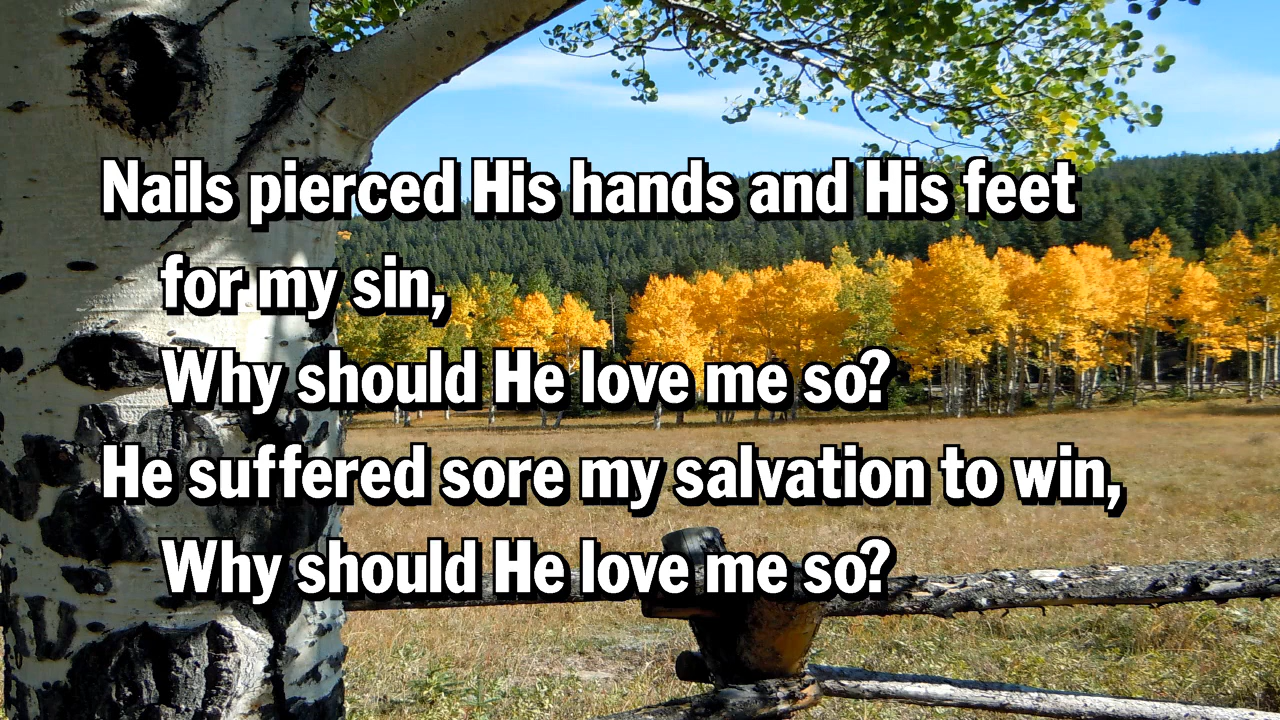 Nails pierced His hands and His feet
for my sin,
Why should He love me so?
He suffered sore my salvation to win,
Why should He love me so?